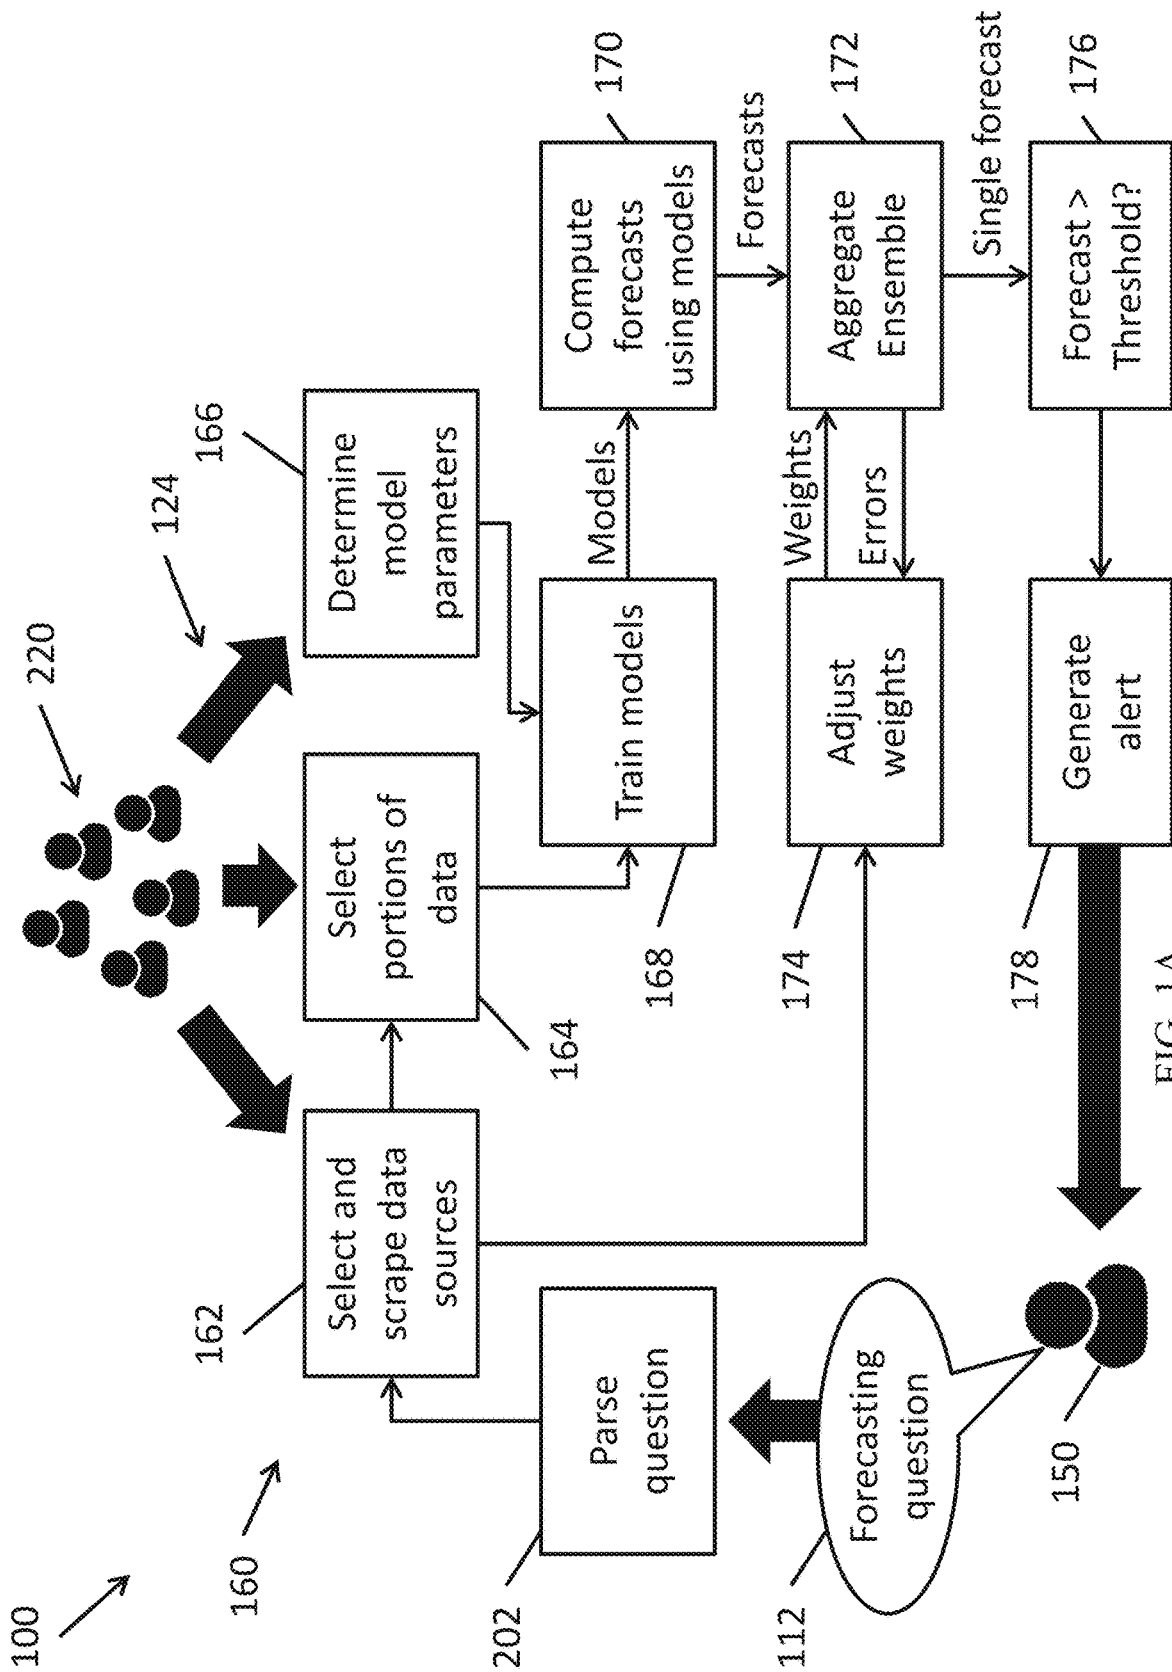 100
220
124
160
162
166
Select and
scrape data
sources
Select
portions of
data
Determine
model
parameters
164
202
Parse
question
168
Train models
Models
Compute
forecasts
using models
170
Forecasts
112
Forecasting
question
174
Adjust
weights
Weights
Errors
Aggregate
Ensemble
172
Single forecast
150
178
Generate
alert
Forecast >
Threshold?
176
FIG. 1A